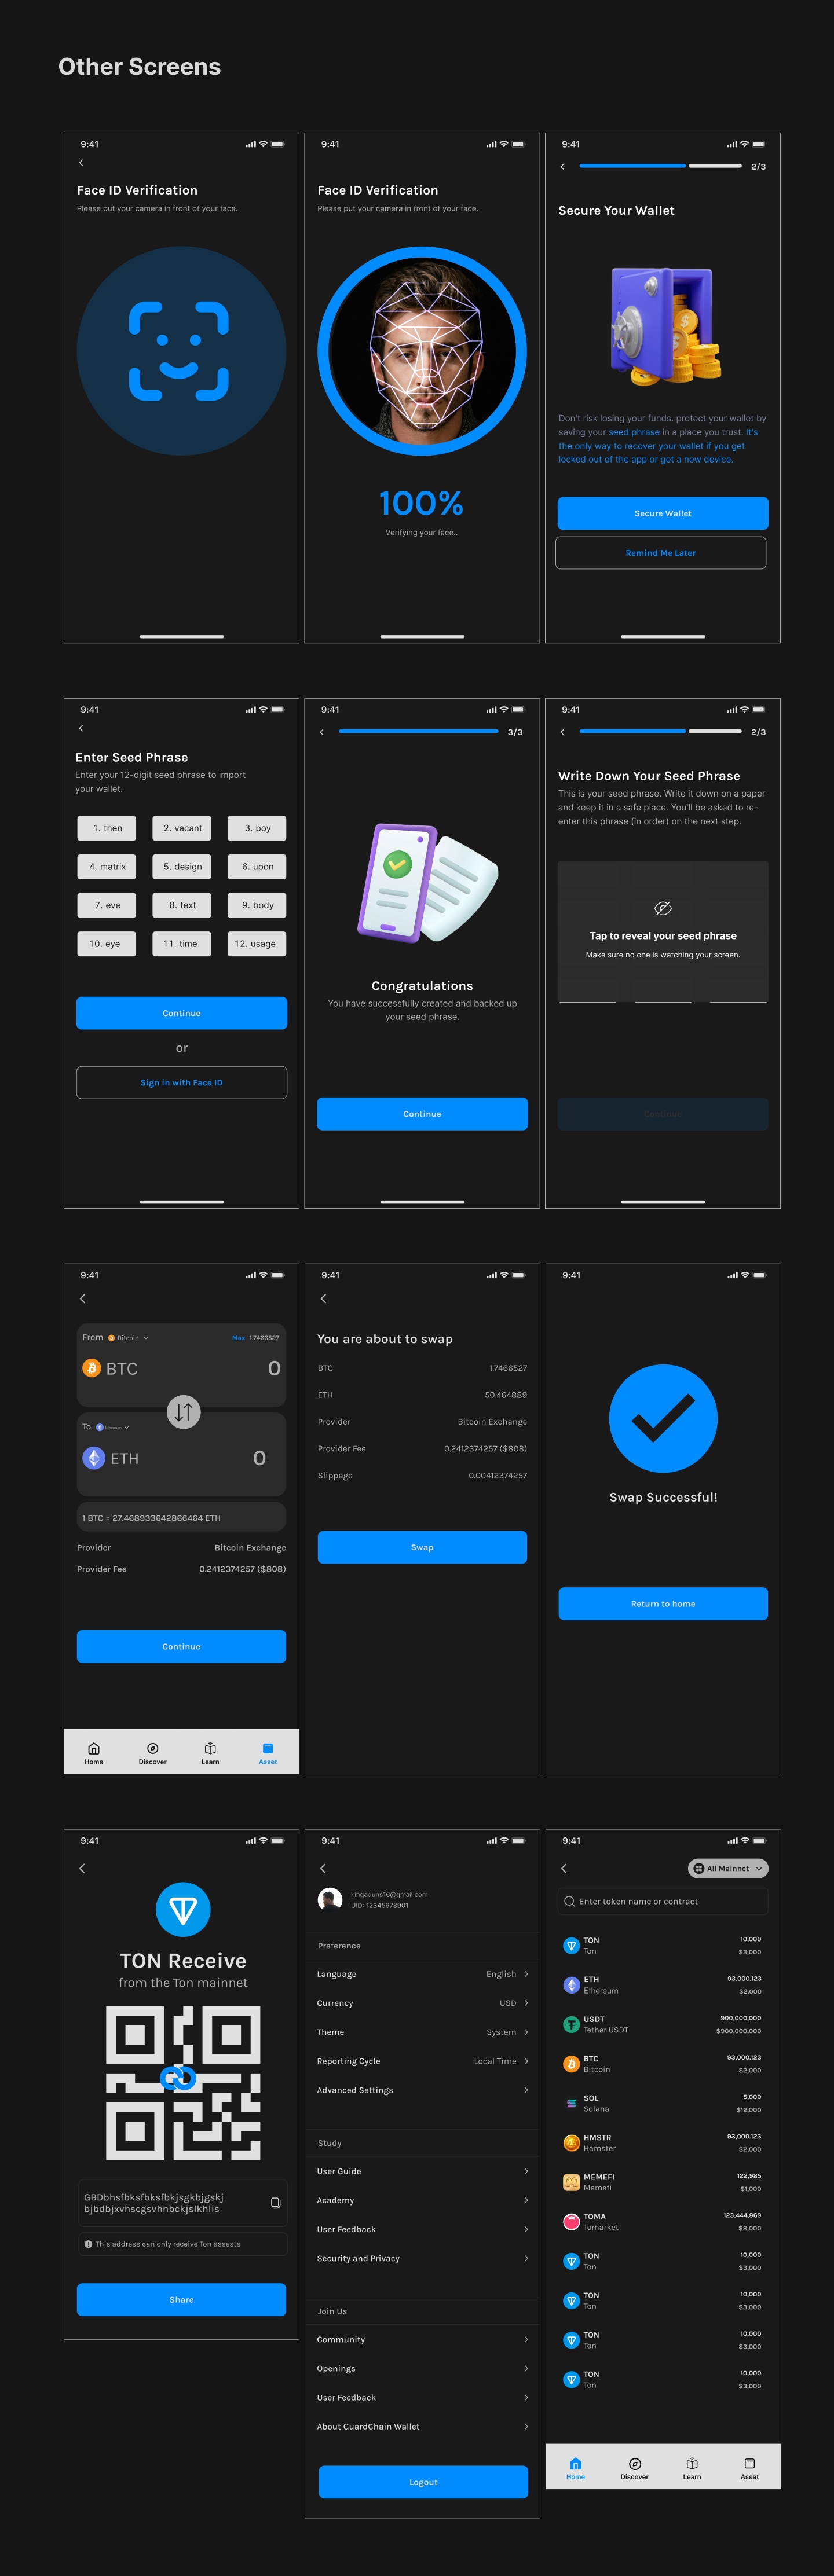 Other Screens
9:41
Face ID Verification
Please put your camera in front of your face.
9:41
Face ID Verification
Please put your camera in front of your face.
100%
Verifying your face..
9:41
2/3
Secure Your Wallet
Don't risk losing your funds. protect your wallet by
saving your seed phrase in a place you trust. It's
the only way to recover your wallet if you get
locked out of the app or get a new device.
Secure Wallet
Remind Me Later
9:41
Enter Seed Phrase
Enter your 12-digit seed phrase to import
your wallet.
1. then 2. vacant 3. boy
4. matrix 5. design 6. upon
7. eve 8. text 9. body
10. eye 11. time 12. usage
Continue
or
Sign in with Face ID
9:41
3/3
Congratulations
You have successfully created and backed up
your seed phrase.
Continue
9:41
2/3
Write Down Your Seed Phrase
This is your seed phrase. Write it down on a paper
and keep it in a safe place. You'll be asked to re-
enter this phrase (in order) on the next step.
Tap to reveal your seed phrase
Make sure no one is watching your screen.
Continue
9:41
From Bitcoin Max 1.7466527
BTC 0
To Ethereum
ETH 0
1 BTC = 27.468933642866464 ETH
Provider Bitcoin Exchange
Provider Fee 0.2412374257 ($808)
Continue
Home Discover Learn Asset
9:41
You are about to swap
BTC 1.7466527
ETH 50.464889
Provider Bitcoin Exchange
Provider Fee 0.2412374257 ($808)
Slippage 0.00412374257
Swap
9:41
Swap Successful!
Return to home
9:41
TON Receive
from the Ton mainnet
GBDbhsfbksfbksfbkjsgkbjgskj
bjbdbjxvhscgsvhnbckjslkhlis
This address can only receive Ton assests
Share
9:41
kingaduns16@gmail.com
UID: 12345678901
Preference
Language English
Currency USD
Theme System
Reporting Cycle Local Time
Advanced Settings
Study
User Guide
Academy
User Feedback
Security and Privacy
Join Us
Community
Openings
User Feedback
About GuardChain Wallet
Logout
9:41
All Mainnet
Enter token name or contract
TON 10,000
Ton $3,000
ETH 93,000.123
Ethereum $2,000
USDT 900,000,000
Tether USDT $900,000,000
BTC 93,000.123
Bitcoin $2,000
SOL 5,000
Solana $12,000
HMSTR 93,000.123
Hamster $2,000
MEMEFI 122,985
Memefi $1,000
TOMA 123,444,869
Tomarket $8,000
TON 10,000
Ton $3,000
TON 10,000
Ton $3,000
TON 10,000
Ton $3,000
TON 10,000
Ton $3,000
Home Discover Learn Asset